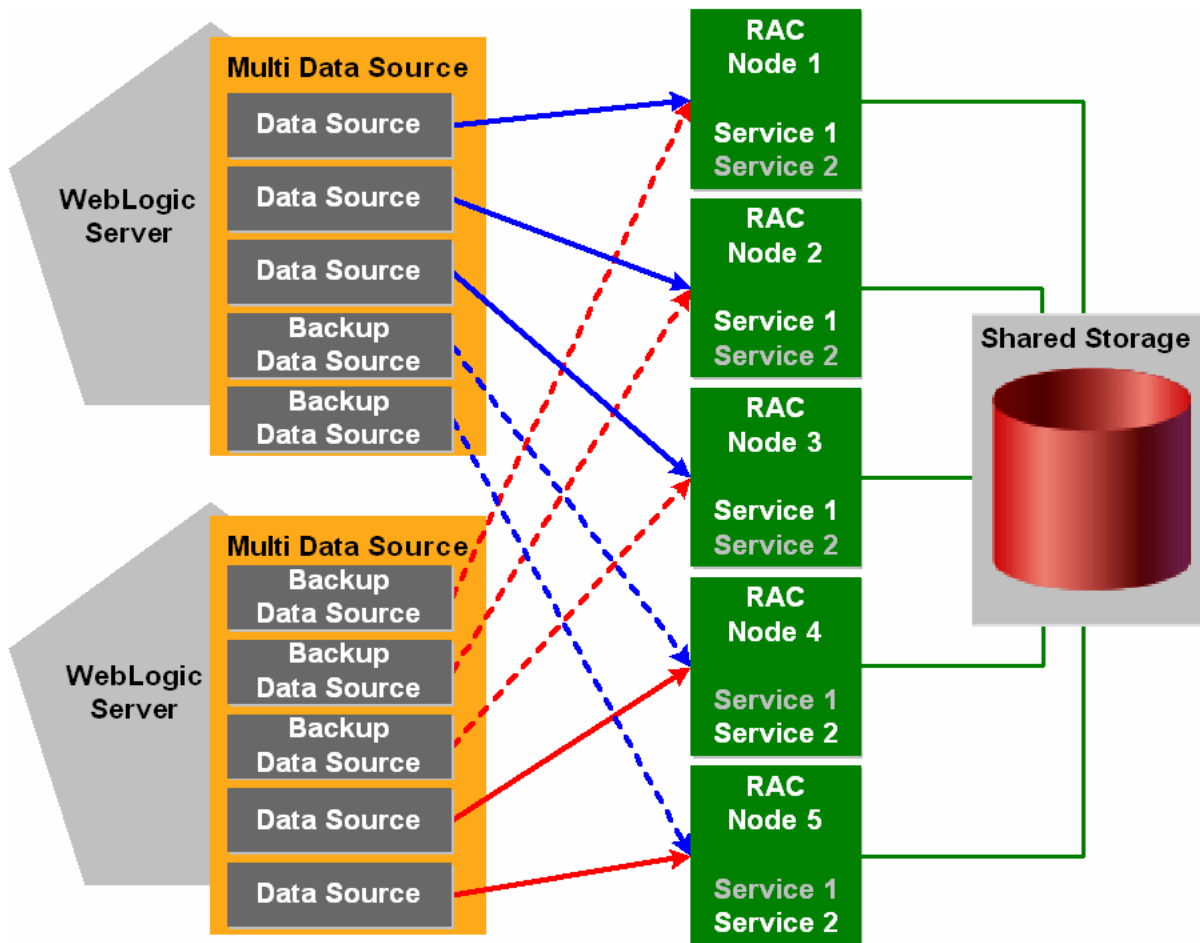 WebLogic
Server
Multi Data Source
Data Source
Data Source
Data Source
Backup
Data Source
Backup
Data Source
WebLogic
Server
Multi Data Source
Backup
Data Source
Backup
Data Source
Backup
Data Source
Data Source
Data Source
RAC
Node 1
Service 1
Service 2
RAC
Node 2
Service 1
Service 2
RAC
Node 3
Service 1
Service 2
RAC
Node 4
Service 1
Service 2
RAC
Node 5
Service 1
Service 2
Shared Storage